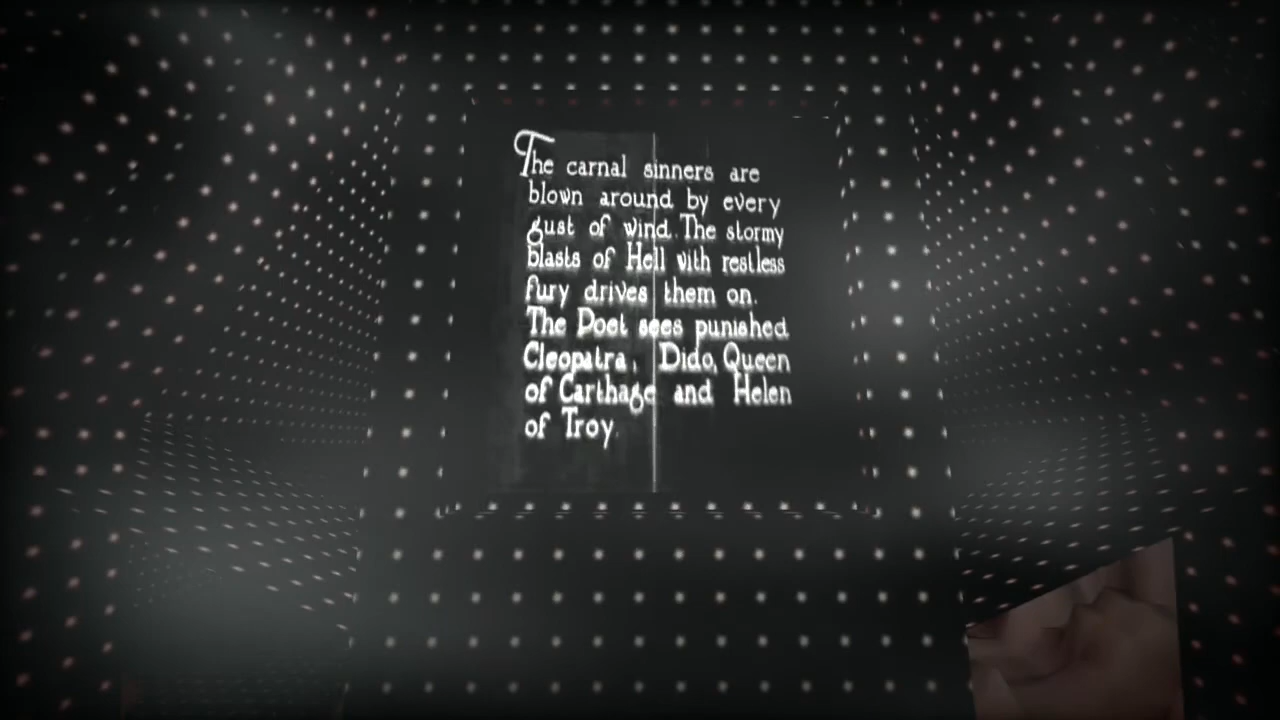 The carnal sinners are
blown around by every
gust of wind. The stormy
blasts of Hell with restless
fury drives them on.
The Poet sees punished
Cleopatra, Dido, Queen
of Carthage and Helen
of Troy.